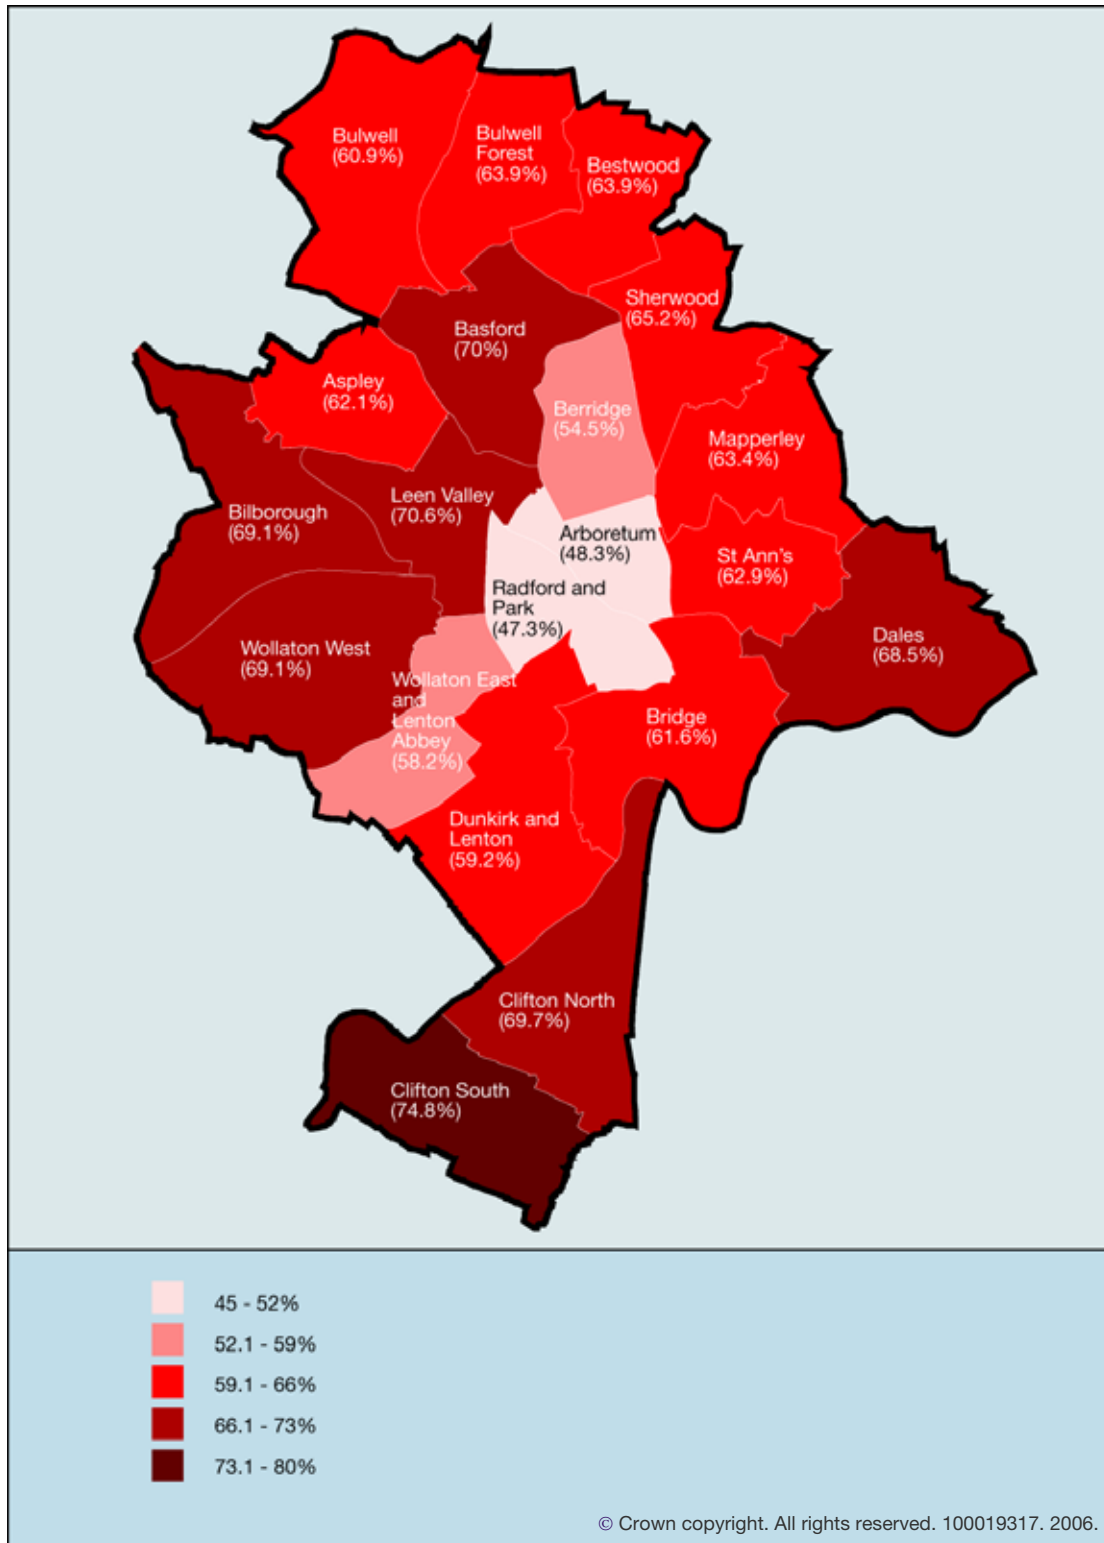 Bulwell
(60.9%)
Bulwell
Forest
(63.9%)
Bestwood
(63.9%)
Sherwood
(65.2%)
Basford
(70%)
Aspley
(62.1%)
Berridge
(54.5%)
Mapperley
(63.4%)
Leen Valley
(70.6%)
Bilborough
(69.1%)
Arboretum
(48.3%)
St Ann's
(62.9%)
Radford and
Park
(47.3%)
Dales
(68.5%)
Wollaton West
(69.1%)
Wollaton East
and
Lenton
Abbey
(58.2%)
Bridge
(61.6%)
Dunkirk and
Lenton
(59.2%)
Clifton North
(69.7%)
Clifton South
(74.8%)
45 - 52%
52.1 - 59%
59.1 - 66%
66.1 - 73%
73.1 - 80%
© Crown copyright. All rights reserved. 100019317. 2006.